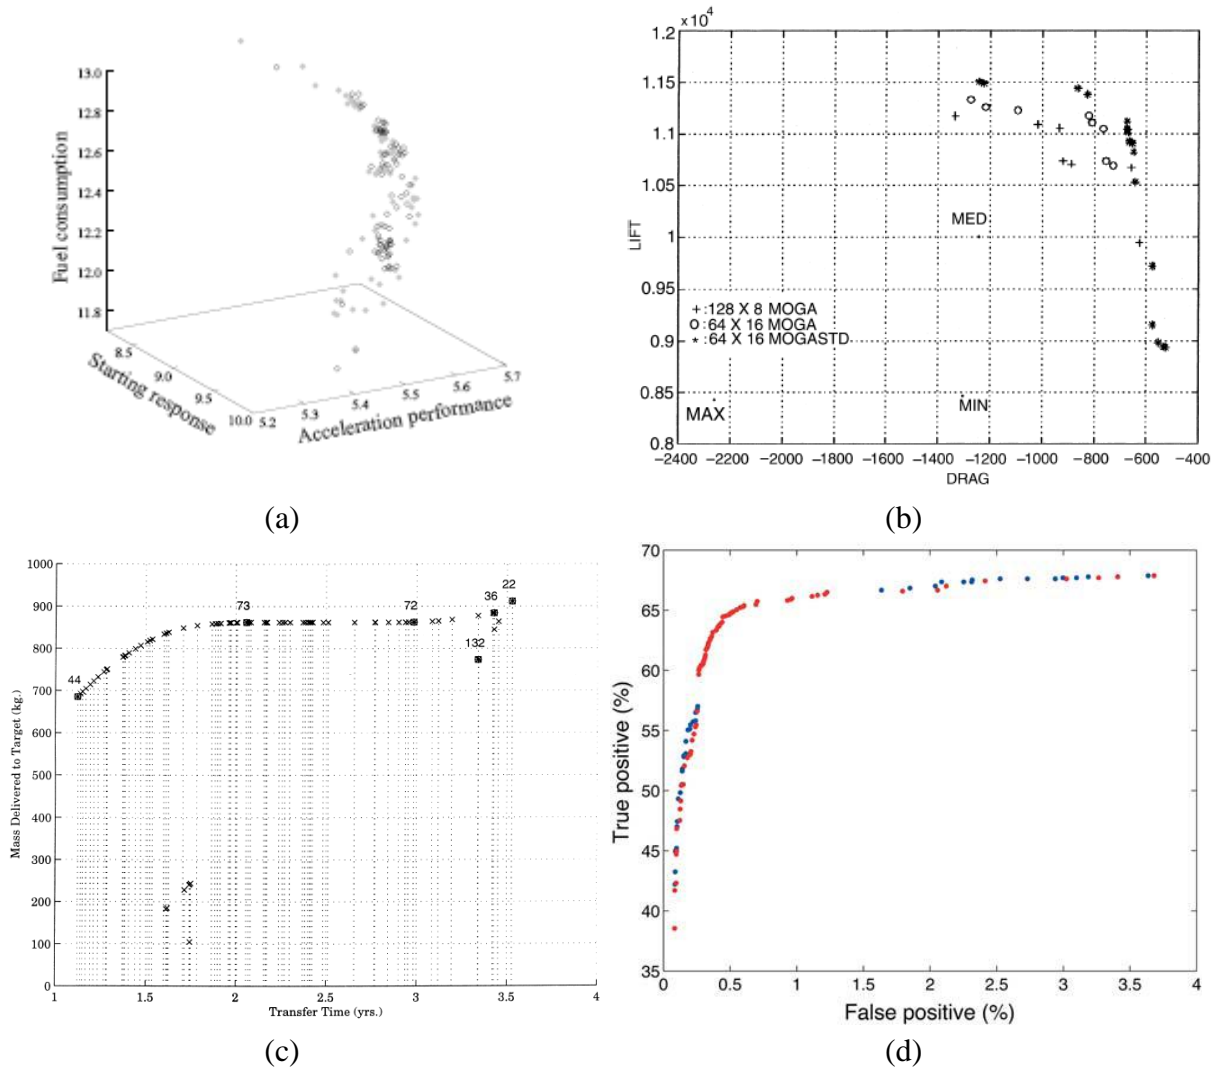 13.0
12.8
12.6
12.4
12.2
12.0
11.8
Fuel consumption
8.5
9.0
9.5
10.0
Starting response
5.2
5.3
5.4
5.5
5.6
5.7
Acceleration performance
(a)
×10⁴
1.2
1.15
1.1
1.05
1
0.95
0.9
0.85
0.8
LIFT
MED
+ :128 X 8 MOGA
O :64 X 16 MOGA
* :64 X 16 MOGASTD
MAX
MIN
−2400 −2200 −2000 −1800 −1600 −1400 −1200 −1000 −800 −600 −400
DRAG
(b)
1000
900
800
700
600
500
400
300
200
100
0
Mass Delivered to Target (kg.)
44
73
72
132
36
22
1 1.5 2 2.5 3 3.5 4
Transfer Time (yrs.)
(c)
70
65
60
55
50
45
40
35
True positive (%)
0 0.5 1 1.5 2 2.5 3 3.5 4
False positive (%)
(d)